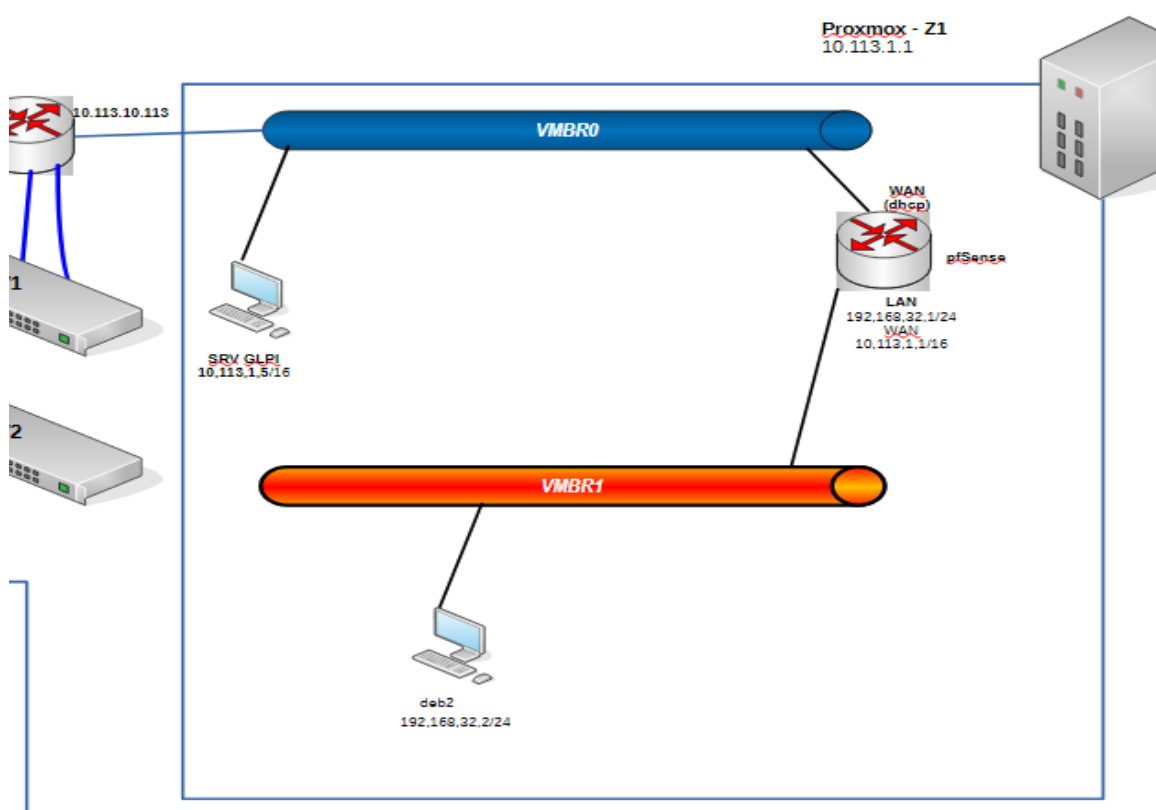 Proxmox - Z1
10.113.1.1
10.113.10.113
VMBR0
WAN
(dhcp)
pfSense
LAN
192,168,32,1/24
WAN
10,113,1,1/16
1
SRV GLPI
10,113,1,5/16
2
VMBR1
deb2
192,168,32,2/24